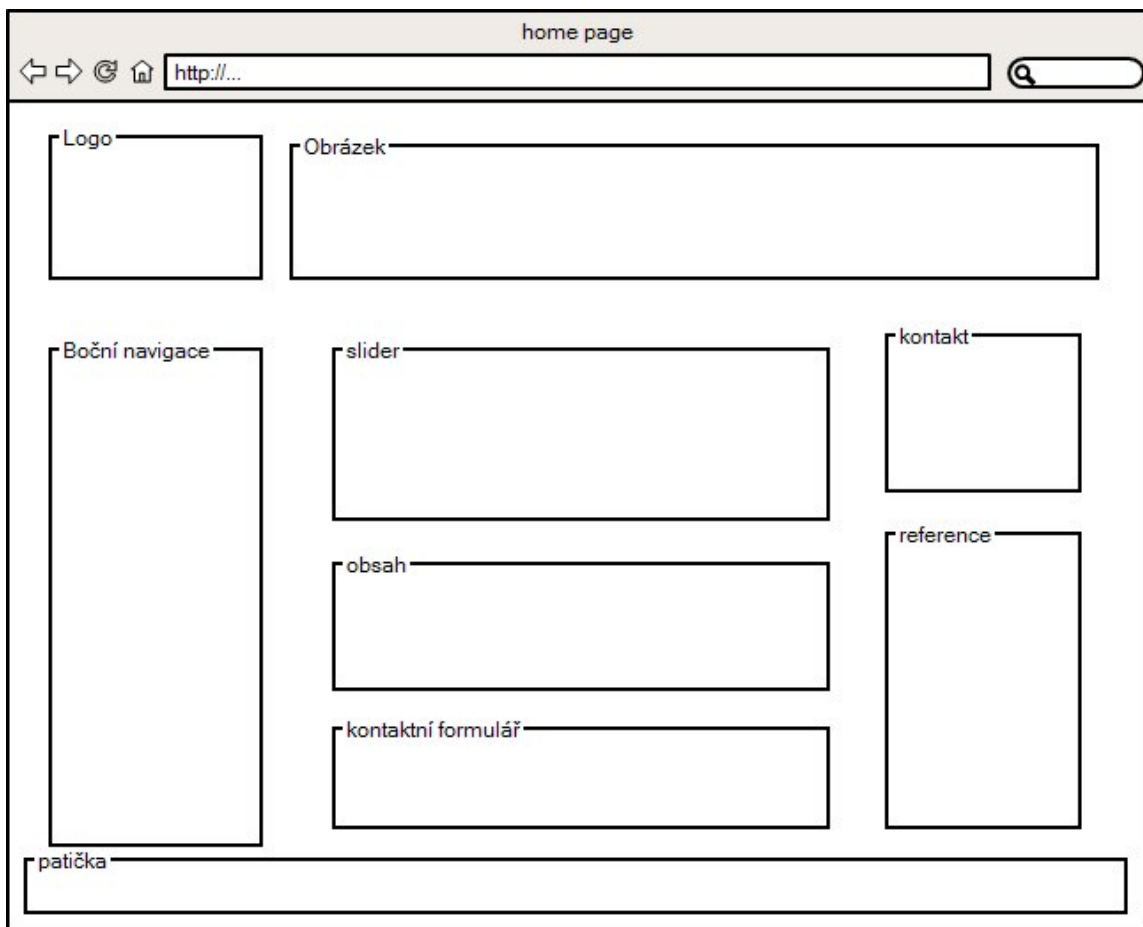 home page
http://...
Logo
Obrázek
Boční navigace
slider
kontakt
obsah
reference
kontaktní formulář
patička